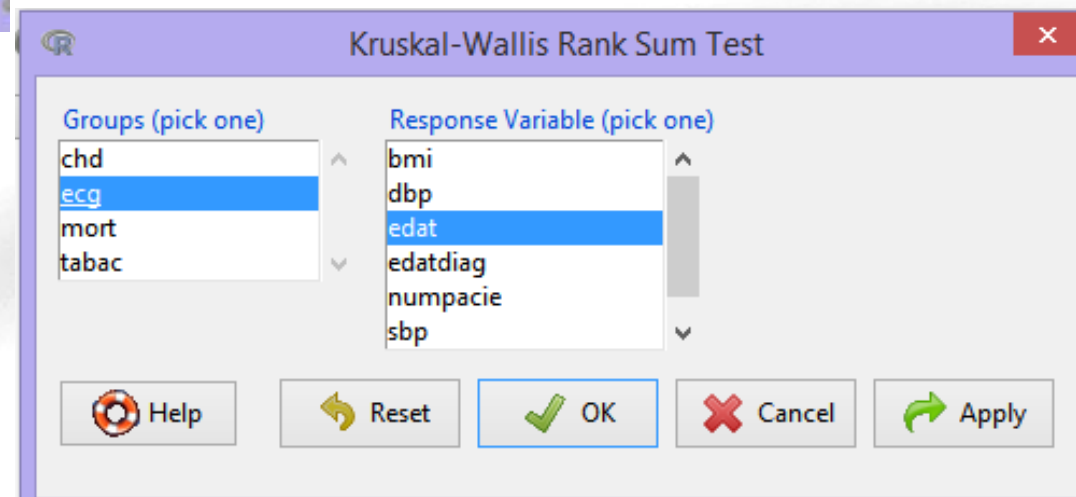 Kruskal-Wallis Rank Sum Test
Groups (pick one)
chd
ecg
mort
tabac
Response Variable (pick one)
bmi
dbp
edat
edatdiag
numpacie
sbp
Help
Reset
OK
Cancel
Apply